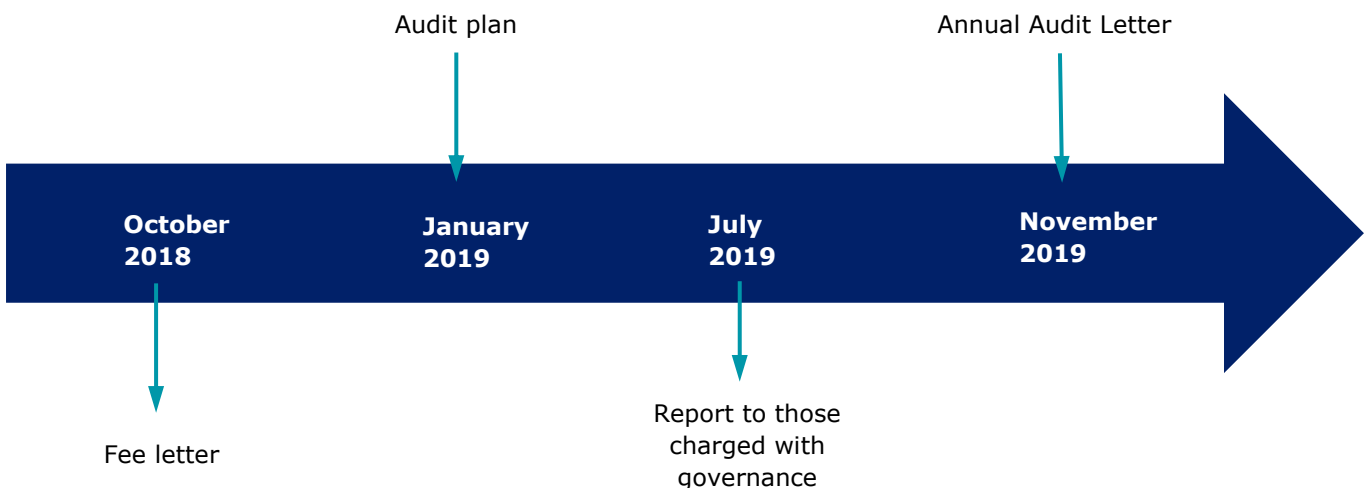 Audit plan
Annual Audit Letter
October
2018
January
2019
July
2019
November
2019
Fee letter
Report to those
charged with
governance